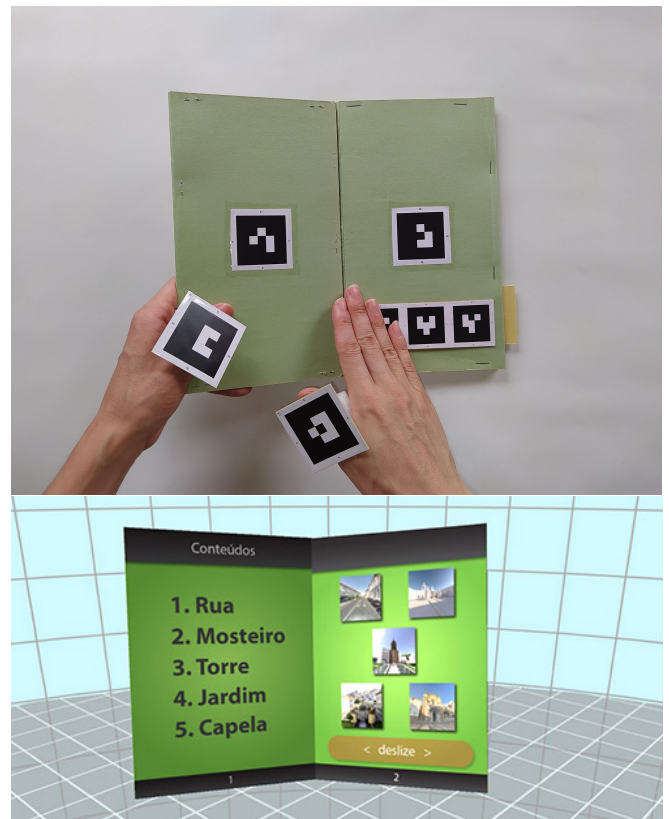 Conteúdos
1. Rua
2. Mosteiro
3. Torre
4. Jardim
5. Capela
< deslize >
1
2